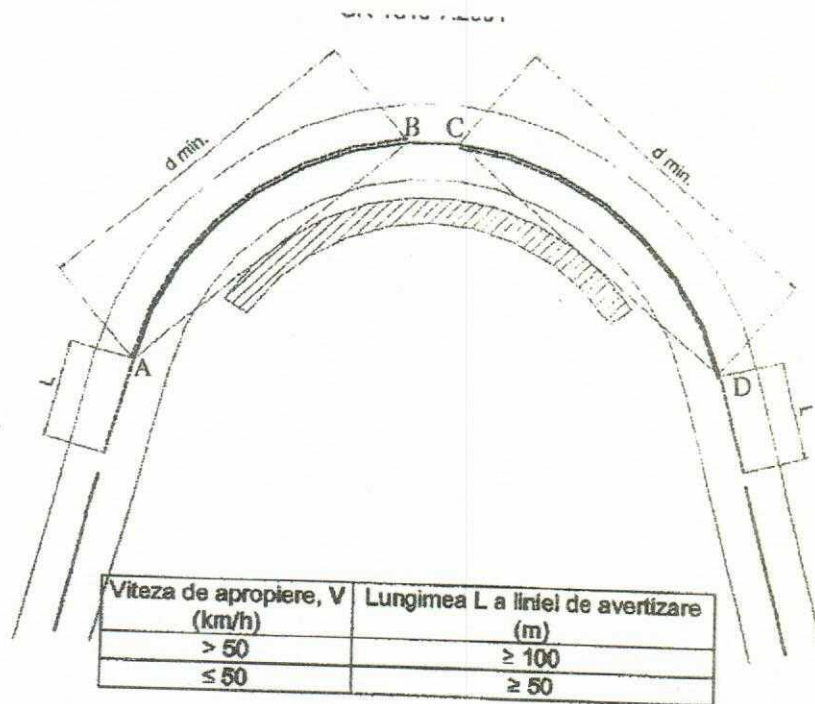 B C
d min.
d min.
A
D
L
L
Viteza de apropiere, V
(km/h)
Lungimea L a liniei de avertizare
(m)
> 50
≥ 100
≤ 50
≥ 50